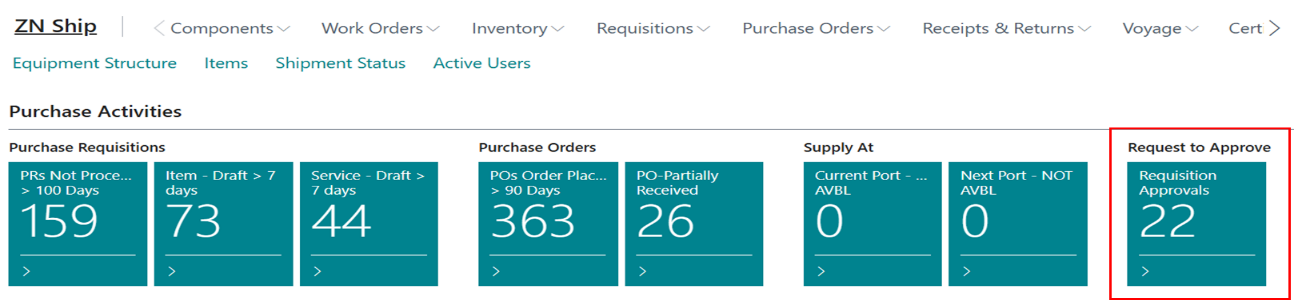 ZN Ship
Components Work Orders Inventory Requisitions Purchase Orders Receipts & Returns Voyage Cert
Equipment Structure Items Shipment Status Active Users
Purchase Activities
Purchase Requisitions
PRs Not Proce...
> 100 Days
159
Item - Draft > 7
days
73
Service - Draft >
7 days
44
Purchase Orders
POs Order Plac...
> 90 Days
363
PO-Partially
Received
26
Supply At
Current Port - ...
AVBL
0
Next Port - NOT
AVBL
0
Request to Approve
Requisition
Approvals
22